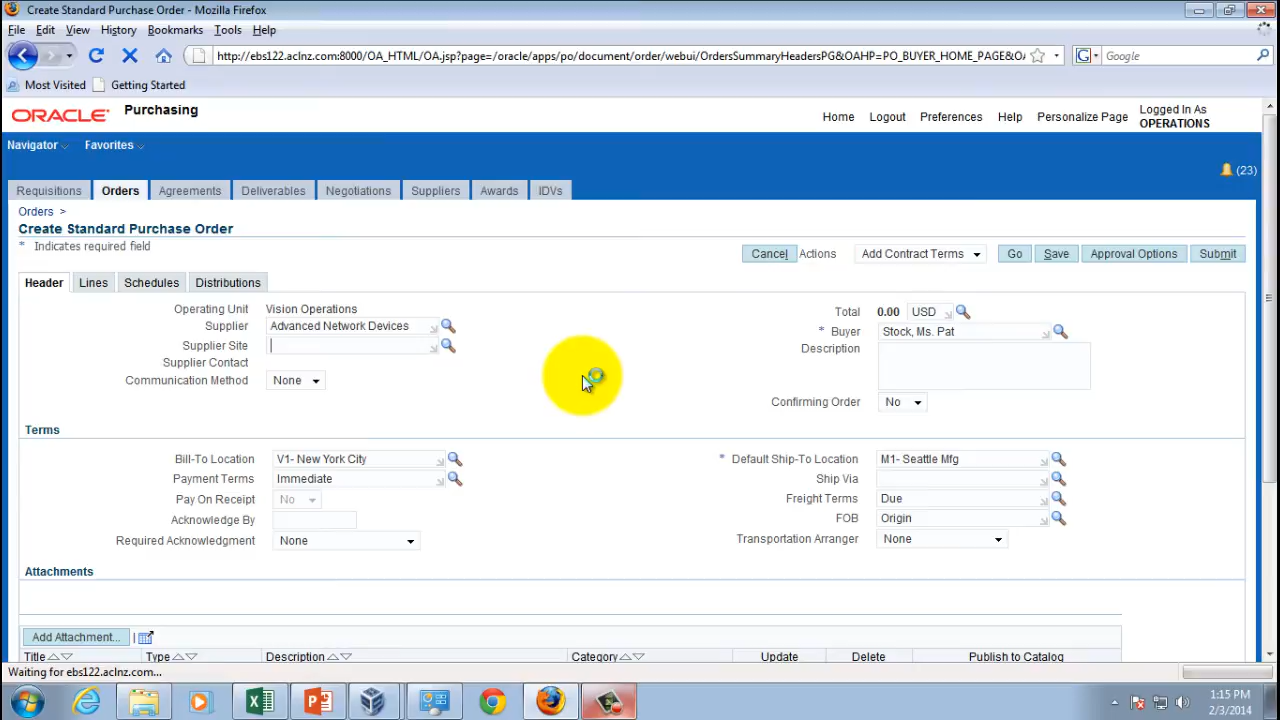 Create Standard Purchase Order - Mozilla Firefox
File Edit View History Bookmarks Tools Help
http://ebs122.aclnz.com:8000/OA_HTML/OA.jsp?page=/oracle/apps/po/document/order/webui/OrdersSummaryHeadersPG&OAHP=PO_BUYER_HOME_PAGE&O Google
Most Visited Getting Started
ORACLE Purchasing
Home Logout Preferences Help Personalize Page Logged In As
OPERATIONS
Navigator Favorites
(23)
Requisitions Orders Agreements Deliverables Negotiations Suppliers Awards IDVs
Orders >
Create Standard Purchase Order
* Indicates required field
Cancel Actions Add Contract Terms Go Save Approval Options Submit
Header Lines Schedules Distributions
Operating Unit Vision Operations
Total 0.00 USD
Supplier Advanced Network Devices
* Buyer Stock, Ms. Pat
Supplier Site
Description
Supplier Contact
Communication Method None
Confirming Order No
Terms
Bill-To Location V1- New York City
* Default Ship-To Location M1- Seattle Mfg
Payment Terms Immediate
Ship Via
Pay On Receipt No
Freight Terms Due
Acknowledge By
FOB Origin
Required Acknowledgment None
Transportation Arranger None
Attachments
Add Attachment...
Title Type Description Category Update Delete Publish to Catalog
Waiting for ebs122.aclnz.com...
1:15 PM
2/3/2014